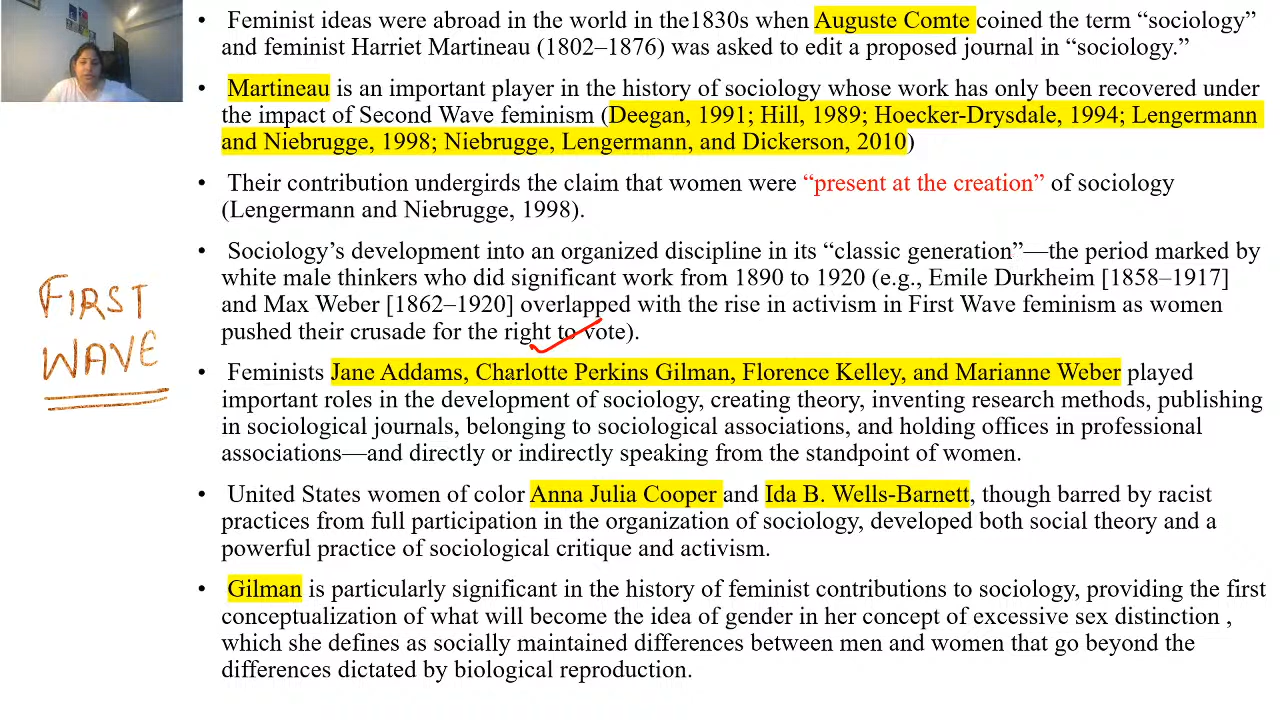 • Feminist ideas were abroad in the world in the1830s when Auguste Comte coined the term “sociology”
and feminist Harriet Martineau (1802–1876) was asked to edit a proposed journal in “sociology.”
• Martineau is an important player in the history of sociology whose work has only been recovered under
the impact of Second Wave feminism (Deegan, 1991; Hill, 1989; Hoecker-Drysdale, 1994; Lengermann
and Niebrugge, 1998; Niebrugge, Lengermann, and Dickerson, 2010)
• Their contribution undergirds the claim that women were “present at the creation” of sociology
(Lengermann and Niebrugge, 1998).
• Sociology’s development into an organized discipline in its “classic generation”—the period marked by
white male thinkers who did significant work from 1890 to 1920 (e.g., Emile Durkheim [1858–1917]
and Max Weber [1862–1920] overlapped with the rise in activism in First Wave feminism as women
pushed their crusade for the right to vote).
FIRST
WAVE
• Feminists Jane Addams, Charlotte Perkins Gilman, Florence Kelley, and Marianne Weber played
important roles in the development of sociology, creating theory, inventing research methods, publishing
in sociological journals, belonging to sociological associations, and holding offices in professional
associations—and directly or indirectly speaking from the standpoint of women.
• United States women of color Anna Julia Cooper and Ida B. Wells-Barnett, though barred by racist
practices from full participation in the organization of sociology, developed both social theory and a
powerful practice of sociological critique and activism.
• Gilman is particularly significant in the history of feminist contributions to sociology, providing the first
conceptualization of what will become the idea of gender in her concept of excessive sex distinction ,
which she defines as socially maintained differences between men and women that go beyond the
differences dictated by biological reproduction.